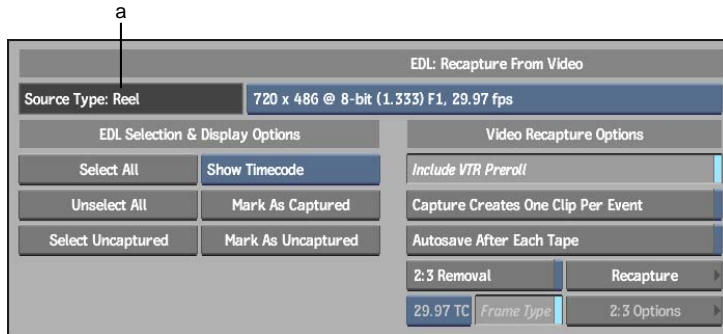 a
EDL: Recapture From Video
Source Type: Reel
720 x 486 @ 8-bit (1.333) F1, 29.97 fps
EDL Selection & Display Options
Video Recapture Options
Select All
Show Timecode
Include VTR Preroll
Unselect All
Mark As Captured
Capture Creates One Clip Per Event
Select Uncaptured
Mark As Uncaptured
Autosave After Each Tape
2:3 Removal
Recapture
29.97 TC
Frame Type
2:3 Options